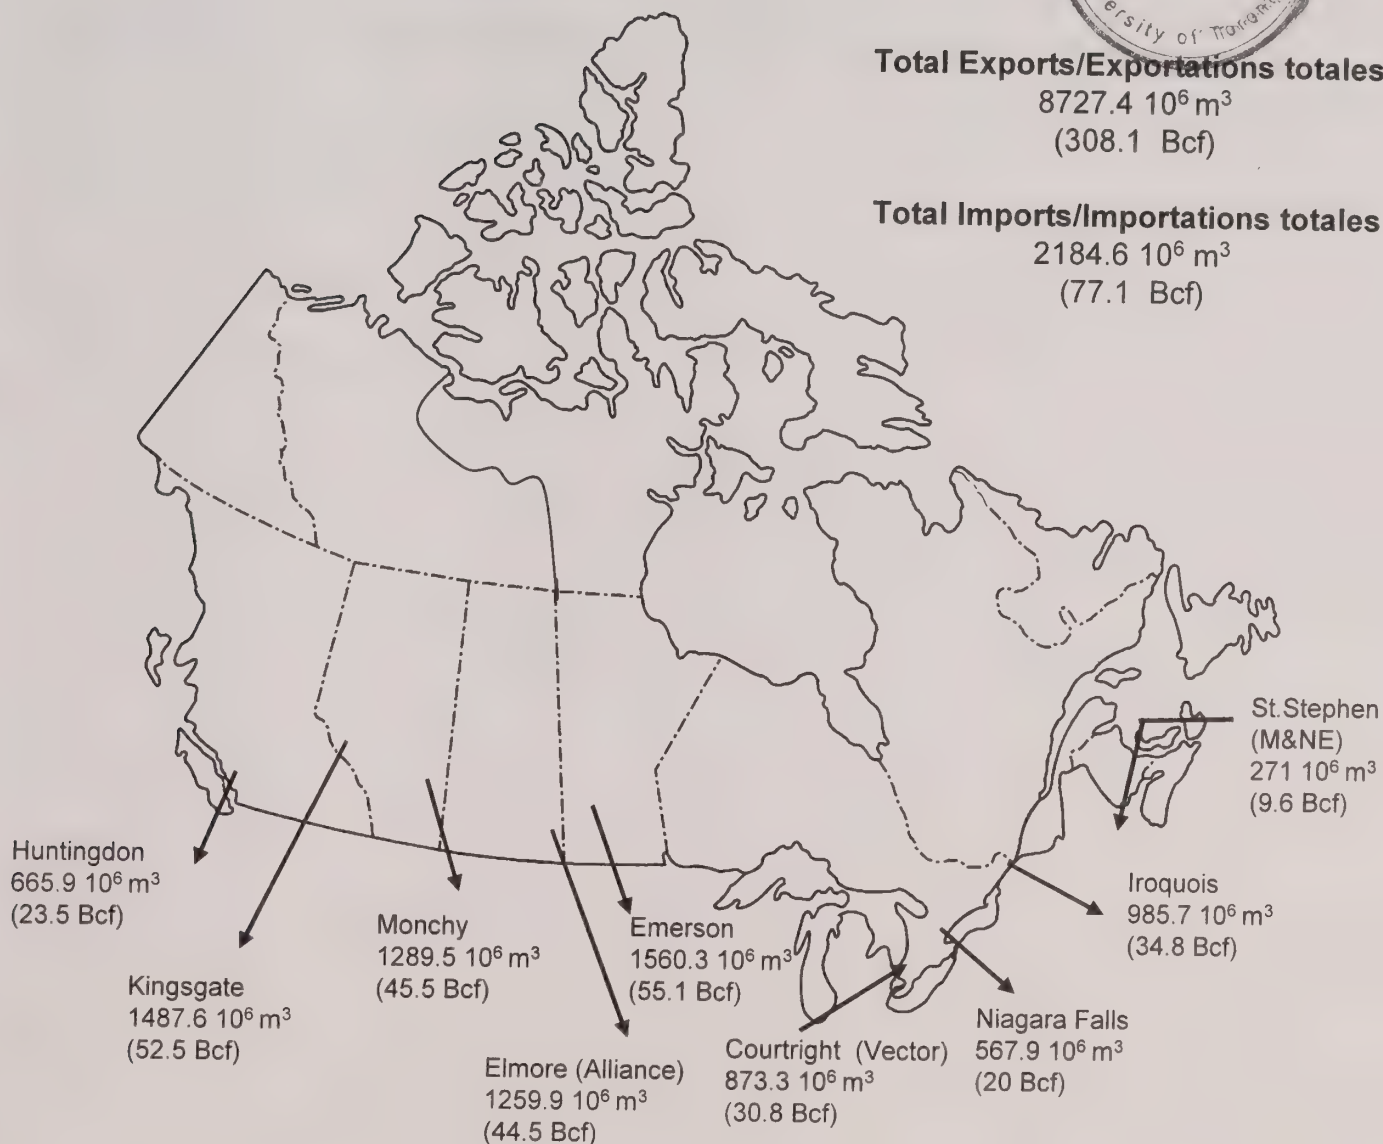 ersity of Toron
Total Exports/Exportations totales
8727.4 10⁶ m³
(308.1 Bcf)
Total Imports/Importations totales
2184.6 10⁶ m³
(77.1 Bcf)
St.Stephen
(M&NE)
271 10⁶ m³
(9.6 Bcf)
Huntingdon
665.9 10⁶ m³
(23.5 Bcf)
Kingsgate
1487.6 10⁶ m³
(52.5 Bcf)
Monchy
1289.5 10⁶ m³
(45.5 Bcf)
Elmore (Alliance)
1259.9 10⁶ m³
(44.5 Bcf)
Emerson
1560.3 10⁶ m³
(55.1 Bcf)
Courtright (Vector)
873.3 10⁶ m³
(30.8 Bcf)
Niagara Falls
567.9 10⁶ m³
(20 Bcf)
Iroquois
985.7 10⁶ m³
(34.8 Bcf)